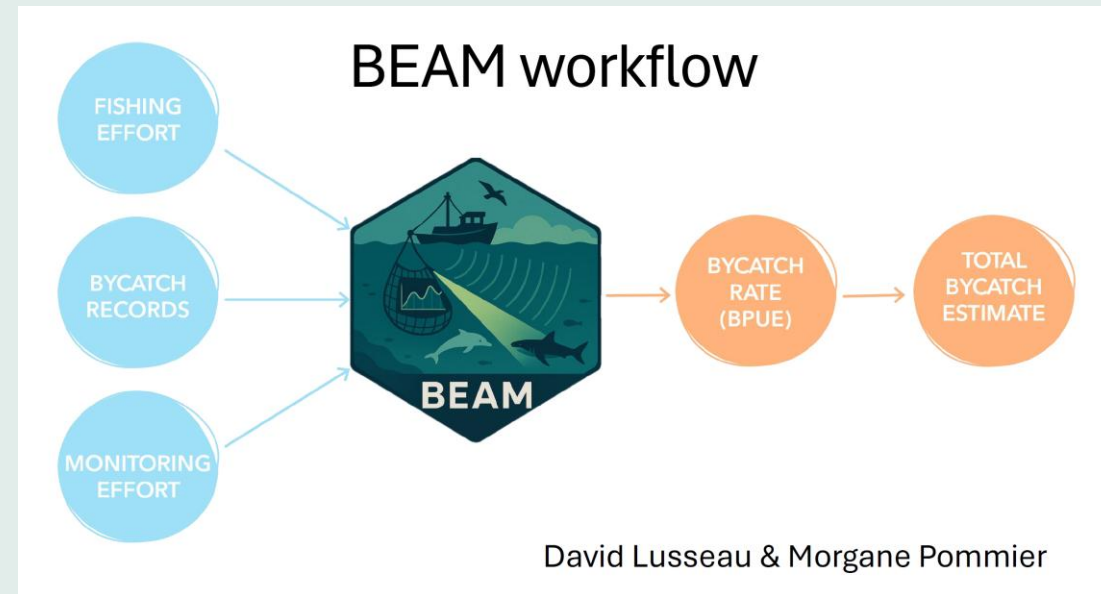 BEAM workflow
FISHING
EFFORT
BYCATCH
RECORDS
MONITORING
EFFORT
BEAM
BYCATCH
RATE
(BPUE)
TOTAL
BYCATCH
ESTIMATE
David Lusseau & Morgane Pommier